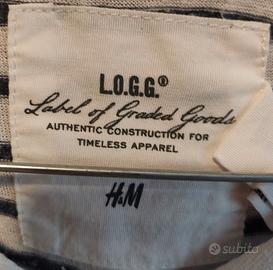 L.O.G.G.®
Label of Graded Goods
AUTHENTIC CONSTRUCTION FOR
TIMELESS APPAREL
H&M
subito